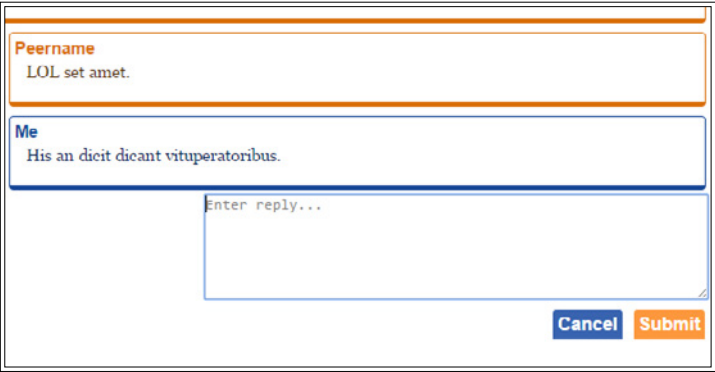 Peername
LOL set amet.
Me
His an dicit dicant vituperatoribus.
Enter reply...
Cancel Submit